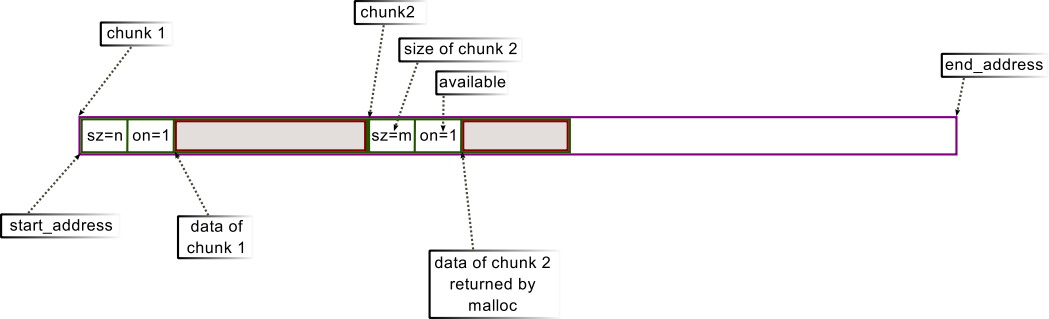 chunk2
chunk 1
size of chunk 2
end_address
available
sz=n
on=1
sz=m
on=1
start_address
data of
chunk 1
data of chunk 2
returned by
malloc